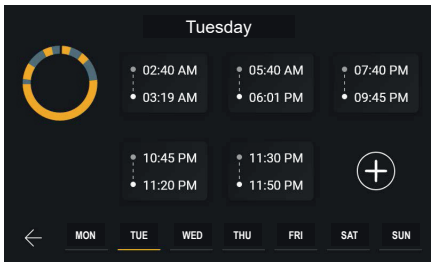 Tuesday
02:40 AM
03:19 AM
05:40 AM
06:01 PM
07:40 PM
09:45 PM
10:45 PM
11:20 PM
11:30 PM
11:50 PM
MON TUE WED THU FRI SAT SUN